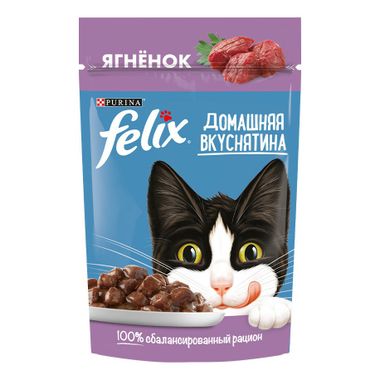 ЯГНЁНОК
PURINA
felix
ДОМАШНЯЯ
ВКУСНЯТИНА
100% сбалансированный рацион